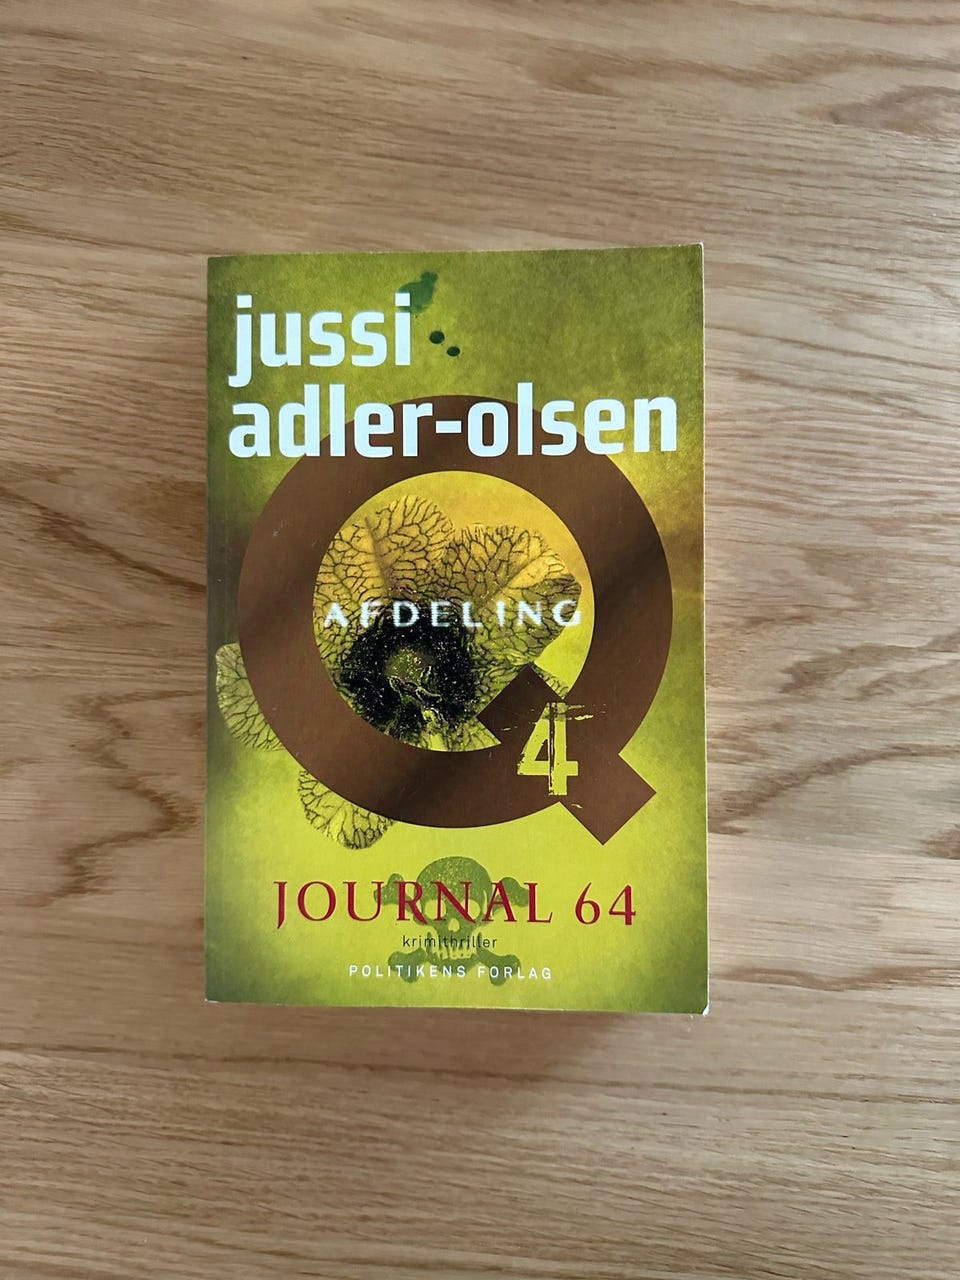 jussi
adler-olsen
Q
AFDELING
4
JOURNAL 64
krimithriller
POLITIKENS FORLAG